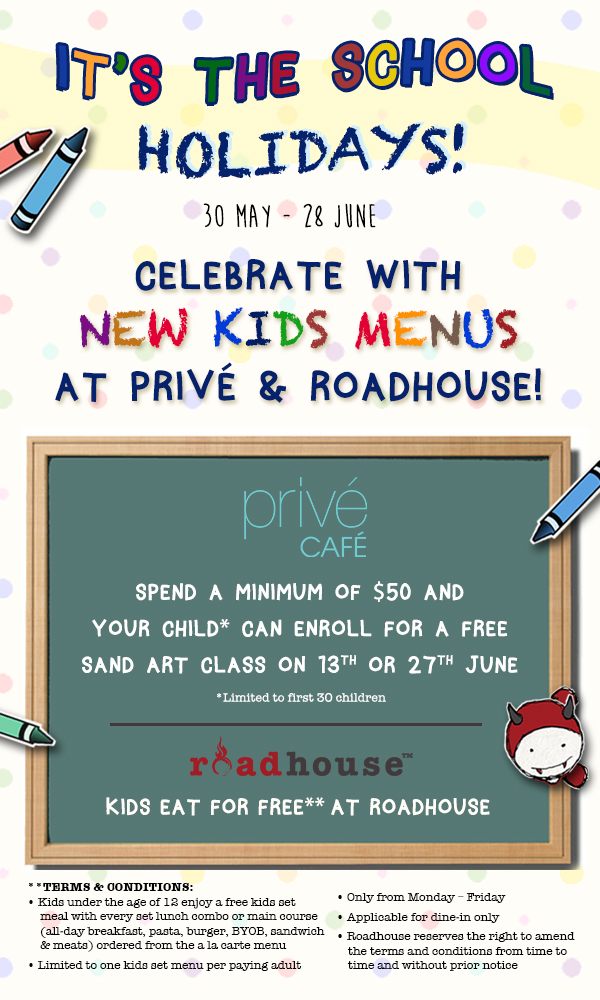 IT'S THE SCHOOL
HOLIDAYS!
30 MAY - 28 JUNE
CELEBRATE WITH
NEW KIDS MENUS
AT PRIVÉ & ROADHOUSE!
privé
CAFÉ
SPEND A MINIMUM OF $50 AND
YOUR CHILD* CAN ENROLL FOR A FREE
SAND ART CLASS ON 13TH OR 27TH JUNE
*Limited to first 30 children
roadhouse™
KIDS EAT FOR FREE** AT ROADHOUSE
**TERMS & CONDITIONS:
• Kids under the age of 12 enjoy a free kids set
meal with every set lunch combo or main course
(all-day breakfast, pasta, burger, BYOB, sandwich
& meats) ordered from the a la carte menu
• Limited to one kids set menu per paying adult
• Only from Monday – Friday
• Applicable for dine-in only
• Roadhouse reserves the right to amend
the terms and conditions from time to
time and without prior notice